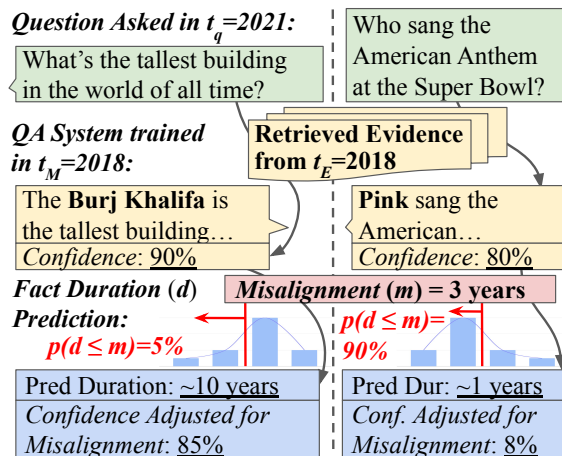 Question Asked in t_q=2021:
What's the tallest building
in the world of all time?
Who sang the
American Anthem
at the Super Bowl?
QA System trained
in t_M=2018:
Retrieved Evidence
from t_E=2018
The Burj Khalifa is
the tallest building…
Confidence: 90%
Pink sang the
American…
Confidence: 80%
Fact Duration (d)
Prediction:
Misalignment (m) = 3 years
p(d ≤ m)=5%
p(d ≤ m)=
90%
Pred Duration: ~10 years
Confidence Adjusted for
Misalignment: 85%
Pred Dur: ~1 years
Conf. Adjusted for
Misalignment: 8%